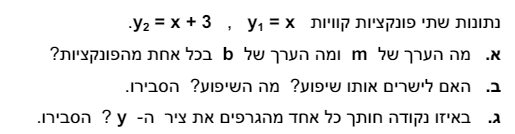 נתונות שתי פונקציות קוויות y₁ = x , y₂ = x + 3.
א. מה הערך של m ומה הערך של b בכל אחת מהפונקציות?
ב. האם לישרים אותו שיפוע? מה השיפוע? הסבירו.
ג. באיזו נקודה חותך כל אחד מהגרפים את ציר ה- y ? הסבירו.